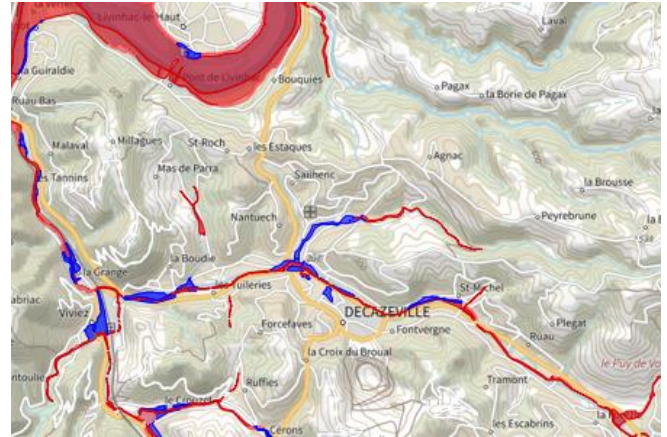 Livinhac-le-Haut
la Guiraldie
Pont de Livinhac
Bouquies
Laval
Ruau Bas
Pagax
la Borie de Pagax
Malaval
Millagues
St-Roch
les Estaques
Agnac
les Tannins
Mas de Parra
Sailhenc
la Brousse
Nantuech
Peyrebrune
la Boudie
la Grange
les Tuileries
St-Michel
Viviez
DECAZEVILLE
Forcefaves
Fontvergne
Plegat
Ruau
la Croix du Broual
le Puy de
Ruffies
Tramont
le Crouzet
les Escabrins
Cérons